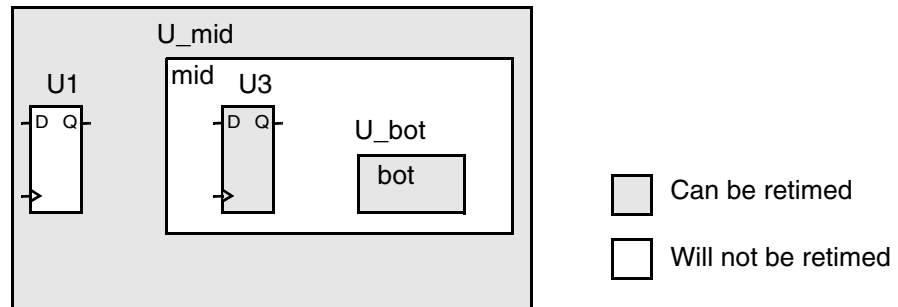 U_mid
mid
U1
U3
D Q
D Q
U_bot
bot
Can be retimed
Will not be retimed